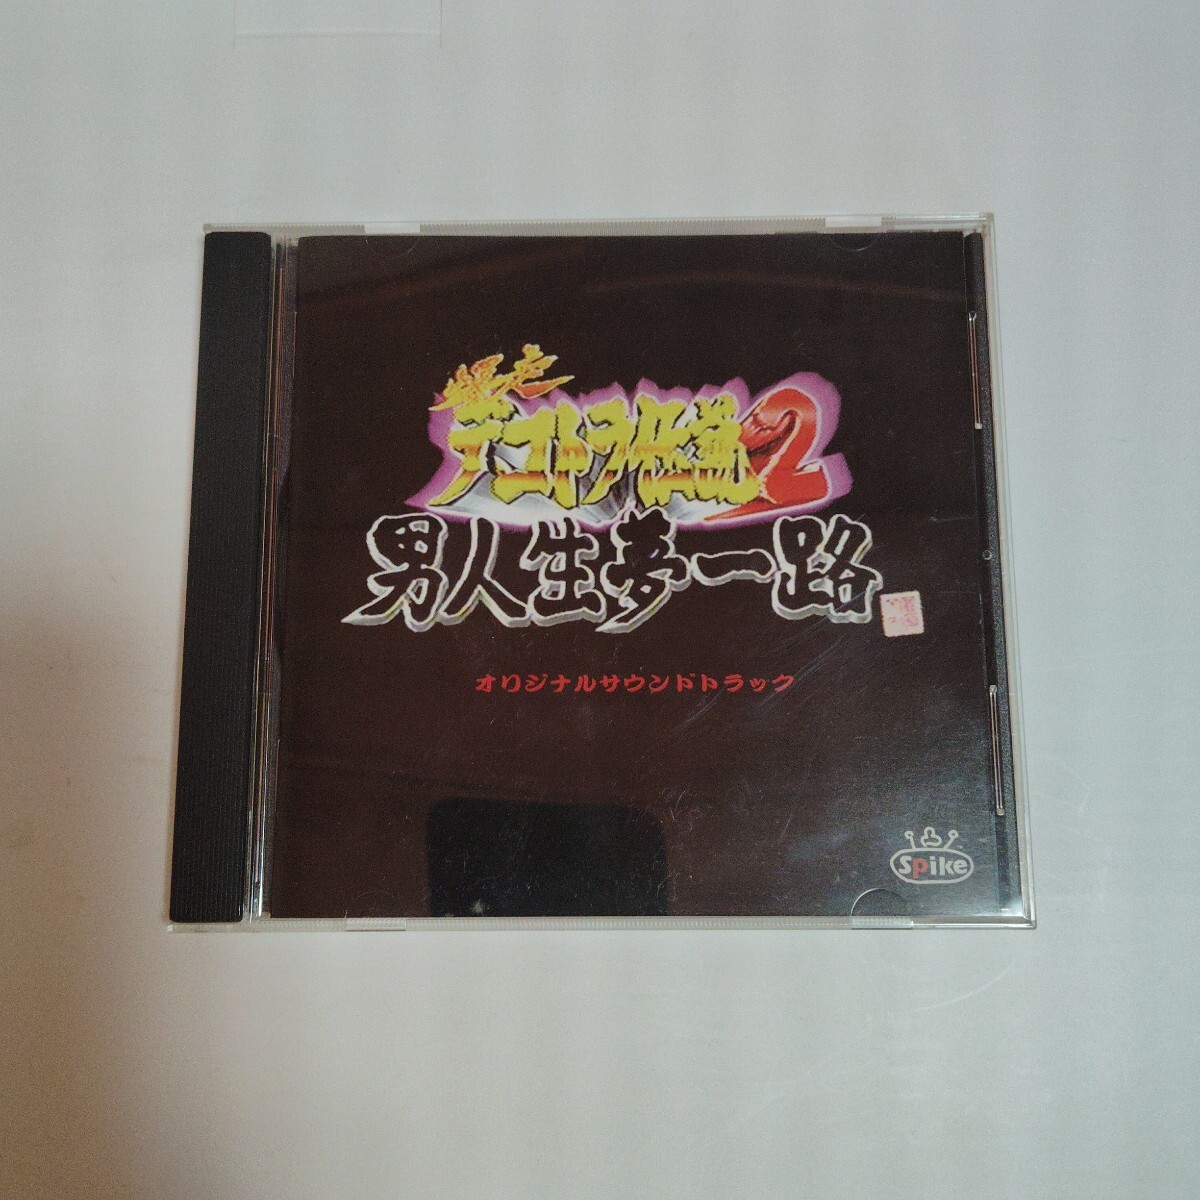 爆走
デコトラ伝説2
男人生夢一路
オリジナルサウンドトラック
Spike